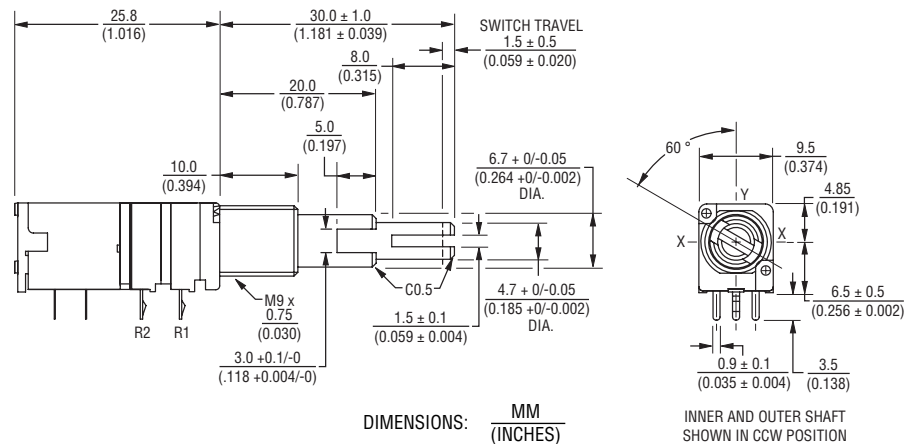 25.8
(1.016)
30.0 ± 1.0
(1.181 ± 0.039)
SWITCH TRAVEL
1.5 ± 0.5
(0.059 ± 0.020)
8.0
(0.315)
20.0
(0.787)
5.0
(0.197)
10.0
(0.394)
6.7 + 0/-0.05
(0.264 +0/-0.002)
DIA.
R2
R1
M9 x
0.75
(0.030)
C0.5
3.0 +0.1/-0
(.118 +0.004/-0)
1.5 ± 0.1
(0.059 ± 0.004)
4.7 + 0/-0.05
(0.185 +0/-0.002)
DIA.
60 °
9.5
(0.374)
4.85
(0.191)
Y
X
X
6.5 ± 0.5
(0.256 ± 0.002)
0.9 ± 0.1
(0.035 ± 0.004)
3.5
(0.138)
DIMENSIONS: MM
(INCHES)
INNER AND OUTER SHAFT
SHOWN IN CCW POSITION